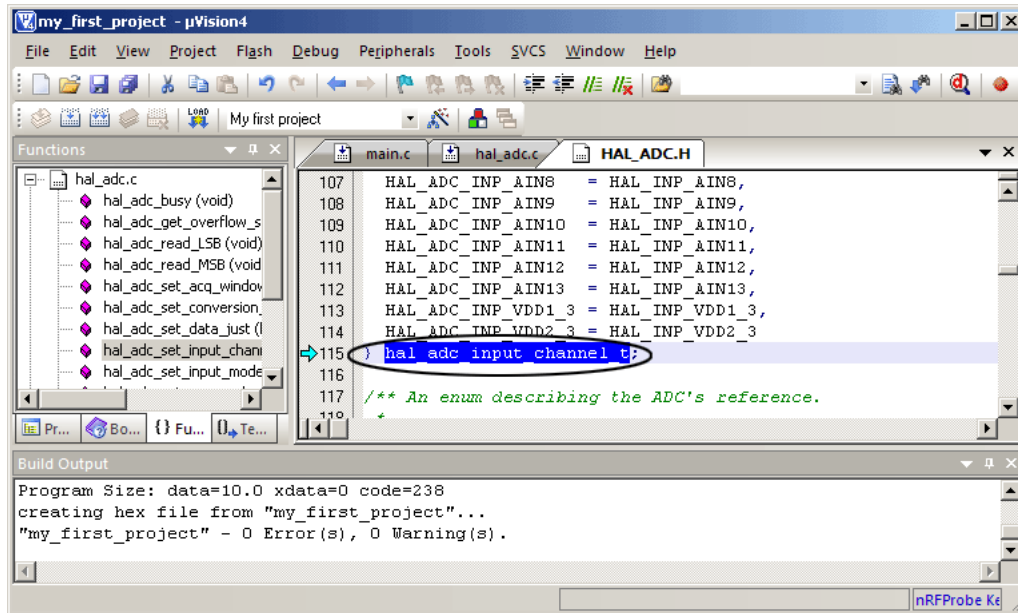 my_first_project - µVision4
File Edit View Project Flash Debug Peripherals Tools SVCS Window Help
LOAD My first project
Functions
main.c hal_adc.c HAL_ADC.H
hal_adc.c
hal_adc_busy (void)
hal_adc_get_overflow_s
hal_adc_read_LSB (void)
hal_adc_read_MSB (void
hal_adc_set_acq_window
hal_adc_set_conversion_
hal_adc_set_data_just (
hal_adc_set_input_chan
hal_adc_set_input_mode
Pr... Bo... {} Fu... Te...
107 HAL_ADC_INP_AIN8 = HAL_INP_AIN8,
108 HAL_ADC_INP_AIN9 = HAL_INP_AIN9,
109 HAL_ADC_INP_AIN10 = HAL_INP_AIN10,
110 HAL_ADC_INP_AIN11 = HAL_INP_AIN11,
111 HAL_ADC_INP_AIN12 = HAL_INP_AIN12,
112 HAL_ADC_INP_AIN13 = HAL_INP_AIN13,
113 HAL_ADC_INP_VDD1_3 = HAL_INP_VDD1_3,
114 HAL_ADC_INP_VDD2_3 = HAL_INP_VDD2_3
115 } hal_adc_input_channel_t;
116
117 /** An enum describing the ADC's reference.
118 *
Build Output
Program Size: data=10.0 xdata=0 code=238
creating hex file from "my_first_project"...
"my_first_project" - 0 Error(s), 0 Warning(s).
nRFProbe Ke